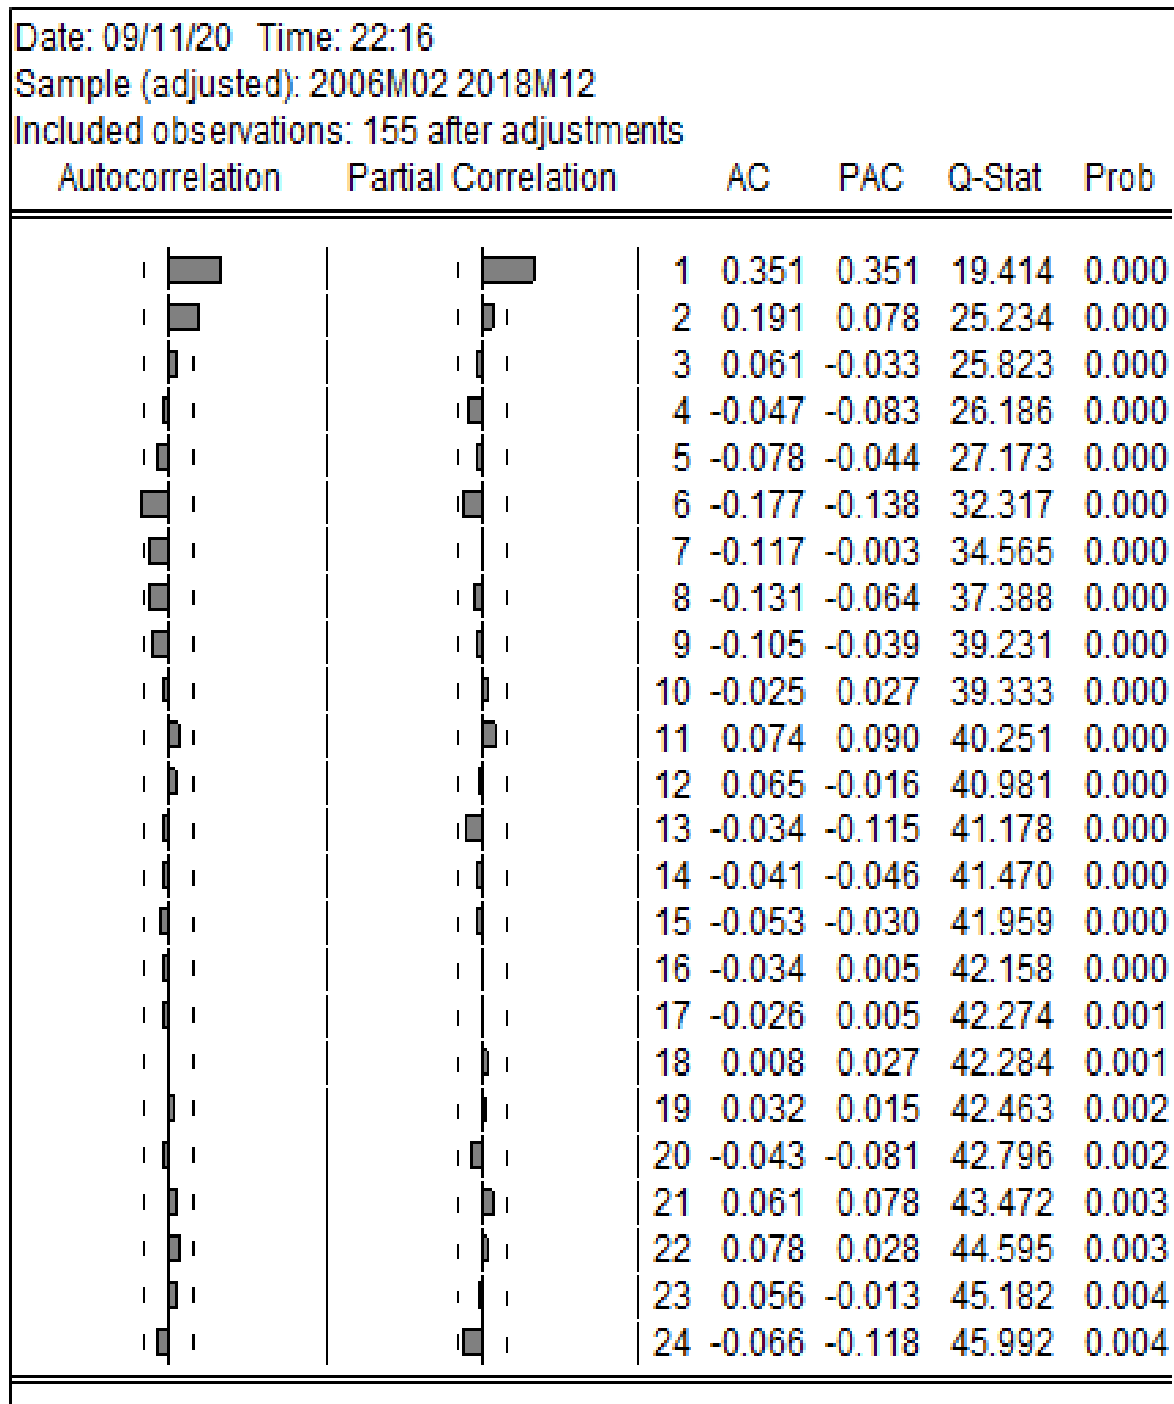 Date: 09/11/20 Time: 22:16
Sample (adjusted): 2006M02 2018M12
Included observations: 155 after adjustments
Autocorrelation Partial Correlation AC PAC Q-Stat Prob
1 0.351 0.351 19.414 0.000
2 0.191 0.078 25.234 0.000
3 0.061 -0.033 25.823 0.000
4 -0.047 -0.083 26.186 0.000
5 -0.078 -0.044 27.173 0.000
6 -0.177 -0.138 32.317 0.000
7 -0.117 -0.003 34.565 0.000
8 -0.131 -0.064 37.388 0.000
9 -0.105 -0.039 39.231 0.000
10 -0.025 0.027 39.333 0.000
11 0.074 0.090 40.251 0.000
12 0.065 -0.016 40.981 0.000
13 -0.034 -0.115 41.178 0.000
14 -0.041 -0.046 41.470 0.000
15 -0.053 -0.030 41.959 0.000
16 -0.034 0.005 42.158 0.000
17 -0.026 0.005 42.274 0.001
18 0.008 0.027 42.284 0.001
19 0.032 0.015 42.463 0.002
20 -0.043 -0.081 42.796 0.002
21 0.061 0.078 43.472 0.003
22 0.078 0.028 44.595 0.003
23 0.056 -0.013 45.182 0.004
24 -0.066 -0.118 45.992 0.004